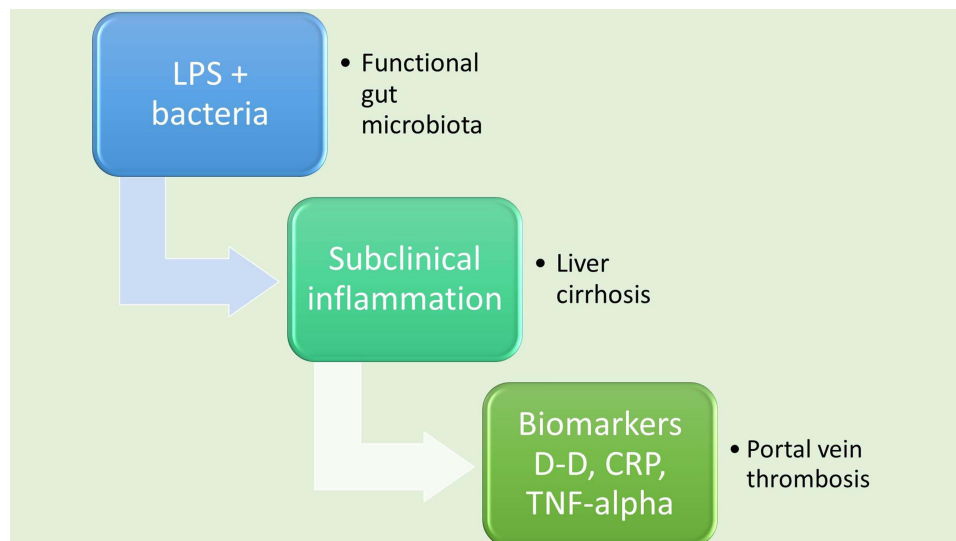 LPS +
bacteria
• Functional
gut
microbiota
Subclinical
inflammation
• Liver
cirrhosis
Biomarkers
D-D, CRP,
TNF-alpha
• Portal vein
thrombosis